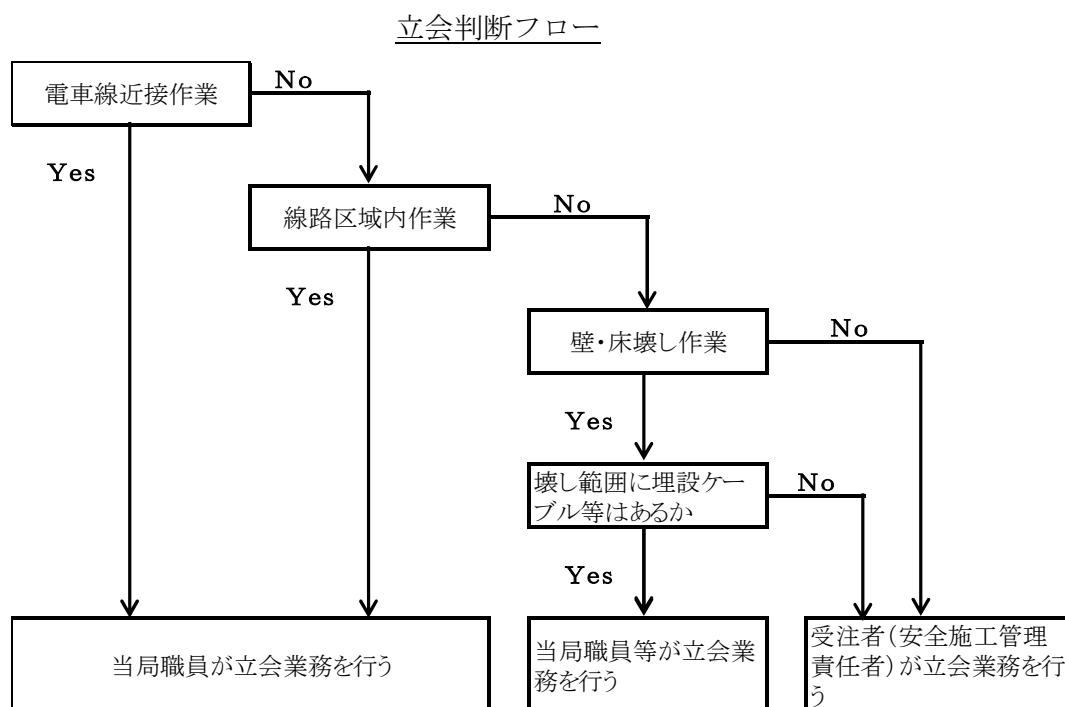 立会判断フロー
電車線近接作業
No
Yes
線路区域内作業
No
Yes
壁・床壊し作業
No
Yes
壊し範囲に埋設ケー
ブル等はあるか
No
Yes
当局職員が立会業務を行う
当局職員等が立会業
務を行う
受注者(安全施工管理
責任者)が立会業務を行
う